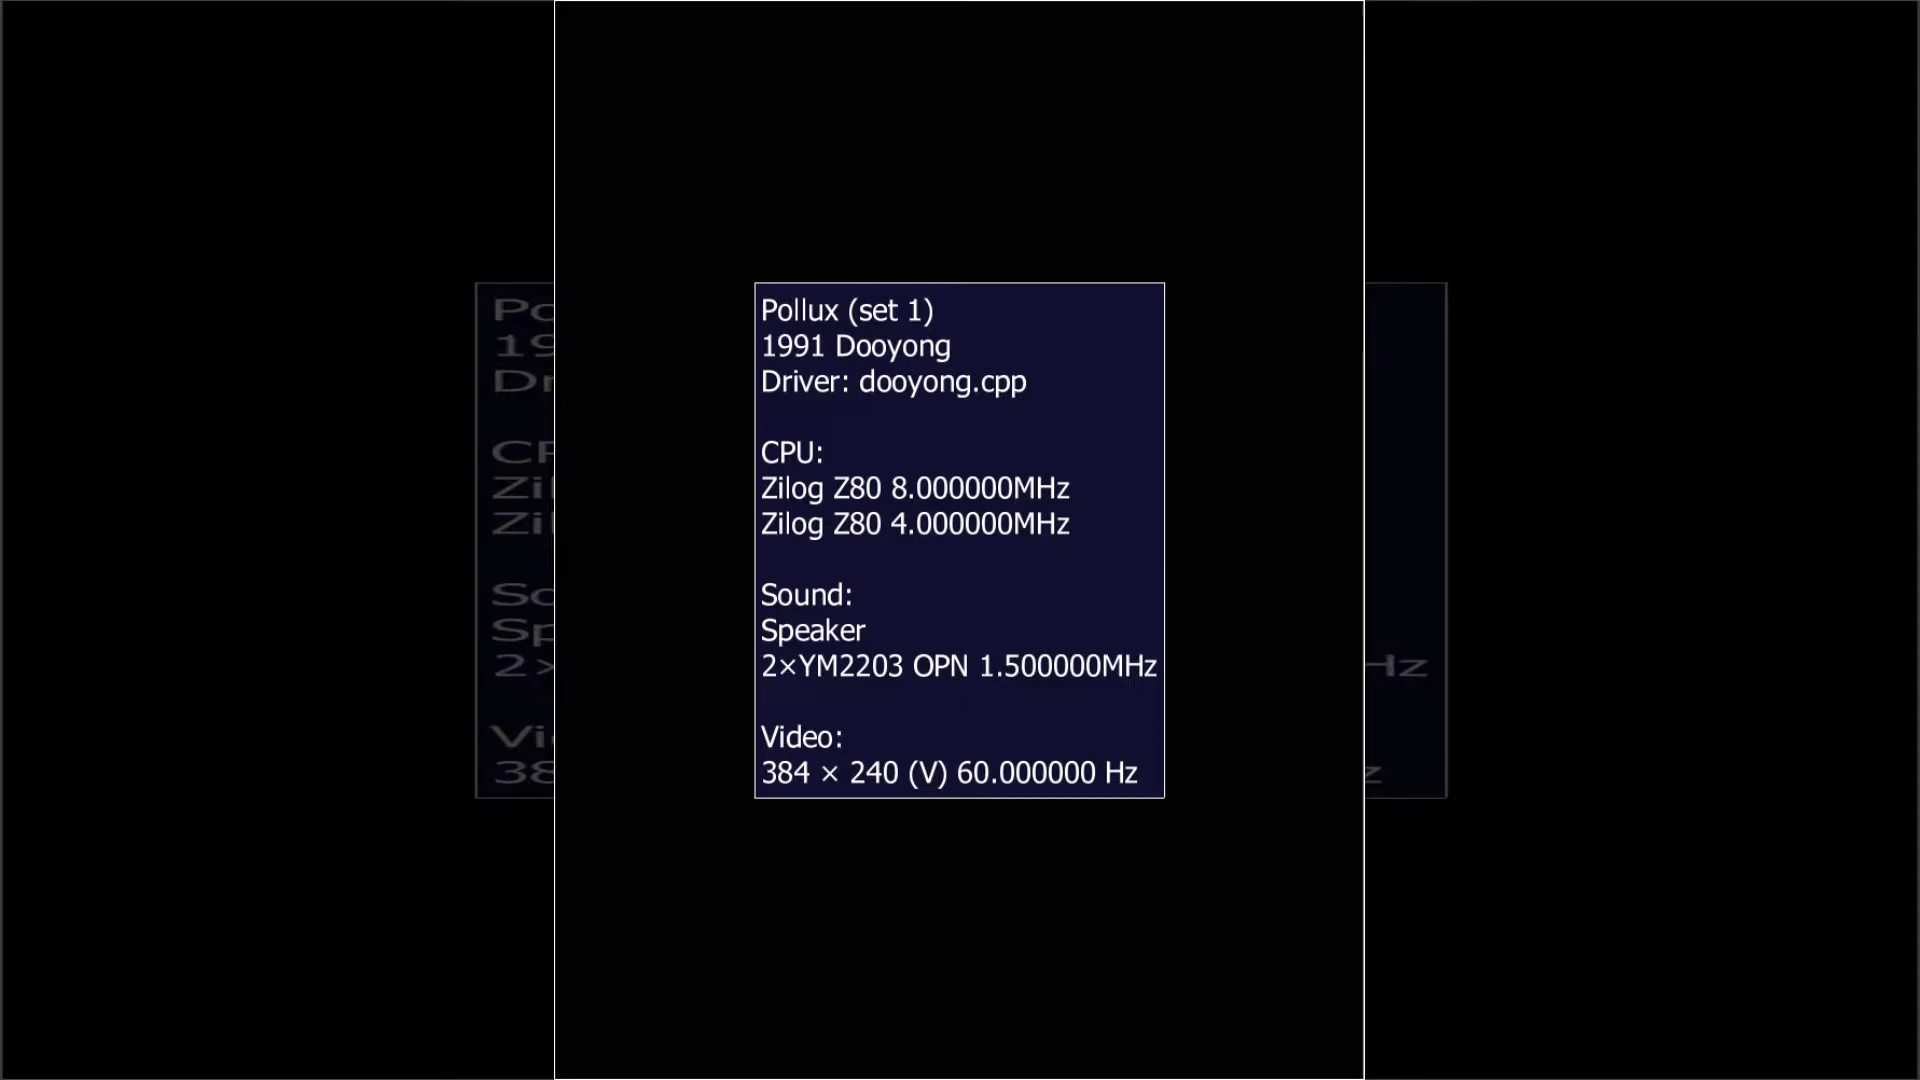 Pollux (set 1)
1991 Dooyong
Driver: dooyong.cpp
CPU:
Zilog Z80 8.000000MHz
Zilog Z80 4.000000MHz
Sound:
Speaker
2×YM2203 OPN 1.500000MHz
Video:
384 × 240 (V) 60.000000 Hz